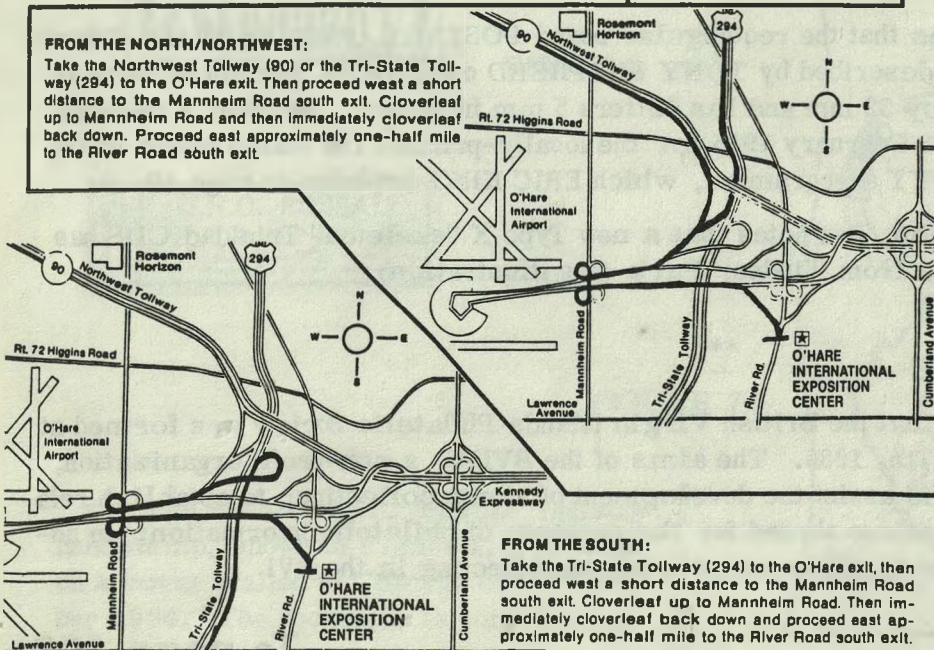 FROM THE NORTH/NORTHWEST:
Take the Northwest Tollway (90) or the Tri-State Toll-
way (294) to the O'Hare exit. Then proceed west a short
distance to the Mannheim Road south exit. Cloverleaf
up to Mannheim Road and then immediately cloverleaf
back down. Proceed east approximately one-half mile
to the River Road south exit.
90
Northwest Tollway
Rosemont
Horizon
294
N
W
E
S
Rt. 72 Higgins Road
O'Hare
International
Airport
Mannheim Road
Tri-State Tollway
River Rd.
O'HARE
INTERNATIONAL
EXPOSITION
CENTER
Cumberland Avenue
Lawrence
Avenue
90
Northwest Tollway
Rosemont
Horizon
294
N
W
E
S
Rt. 72 Higgins Road
O'Hare
International
Airport
Kennedy
Expressway
Mannheim Road
Tri-State Tollway
River Rd.
O'HARE
INTERNATIONAL
EXPOSITION
CENTER
Cumberland Avenue
Lawrence Avenue
FROM THE SOUTH:
Take the Tri-State Tollway (294) to the O'Hare exit, then
proceed west a short distance to the Mannheim Road
south exit. Cloverleaf up to Mannheim Road. Then im-
mediately cloverleaf back down and proceed east ap-
proximately one-half mile to the River Road south exit.